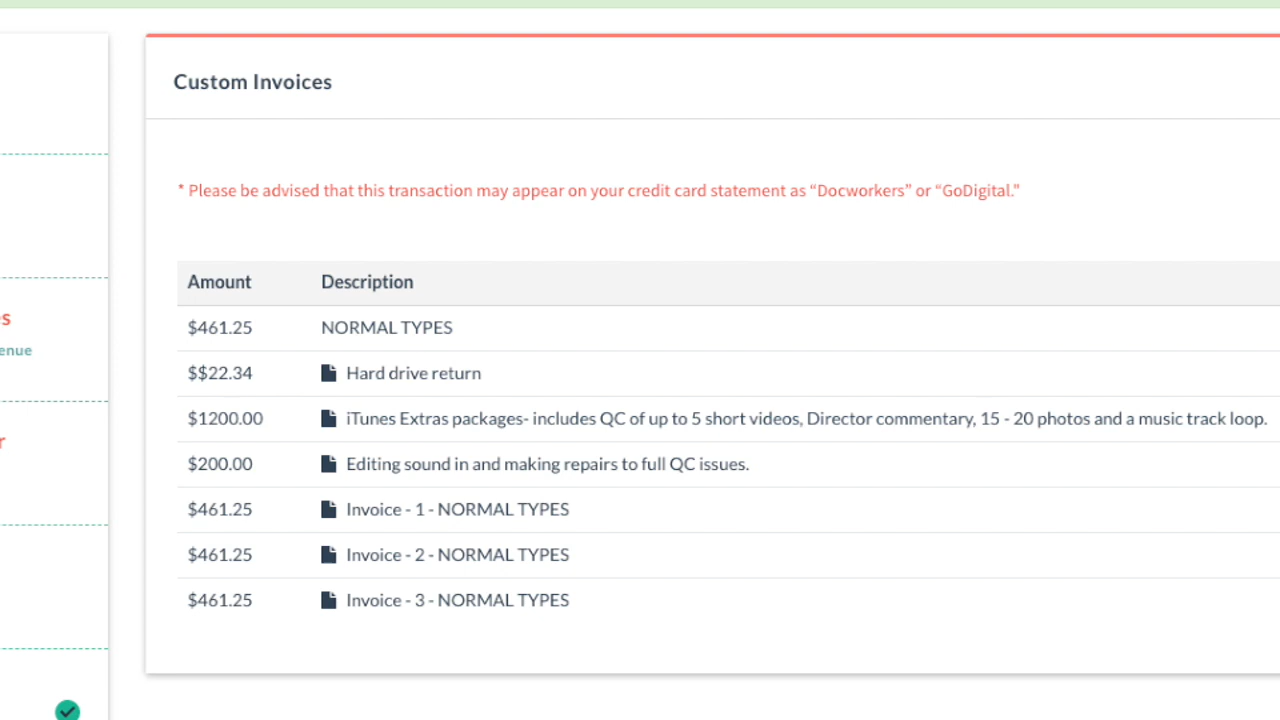 Custom Invoices
* Please be advised that this transaction may appear on your credit card statement as “Docworkers” or “GoDigital.”
Amount Description
$461.25 NORMAL TYPES
$$22.34 Hard drive return
$1200.00 iTunes Extras packages- includes QC of up to 5 short videos, Director commentary, 15 - 20 photos and a music track loop.
$200.00 Editing sound in and making repairs to full QC issues.
$461.25 Invoice - 1 - NORMAL TYPES
$461.25 Invoice - 2 - NORMAL TYPES
$461.25 Invoice - 3 - NORMAL TYPES